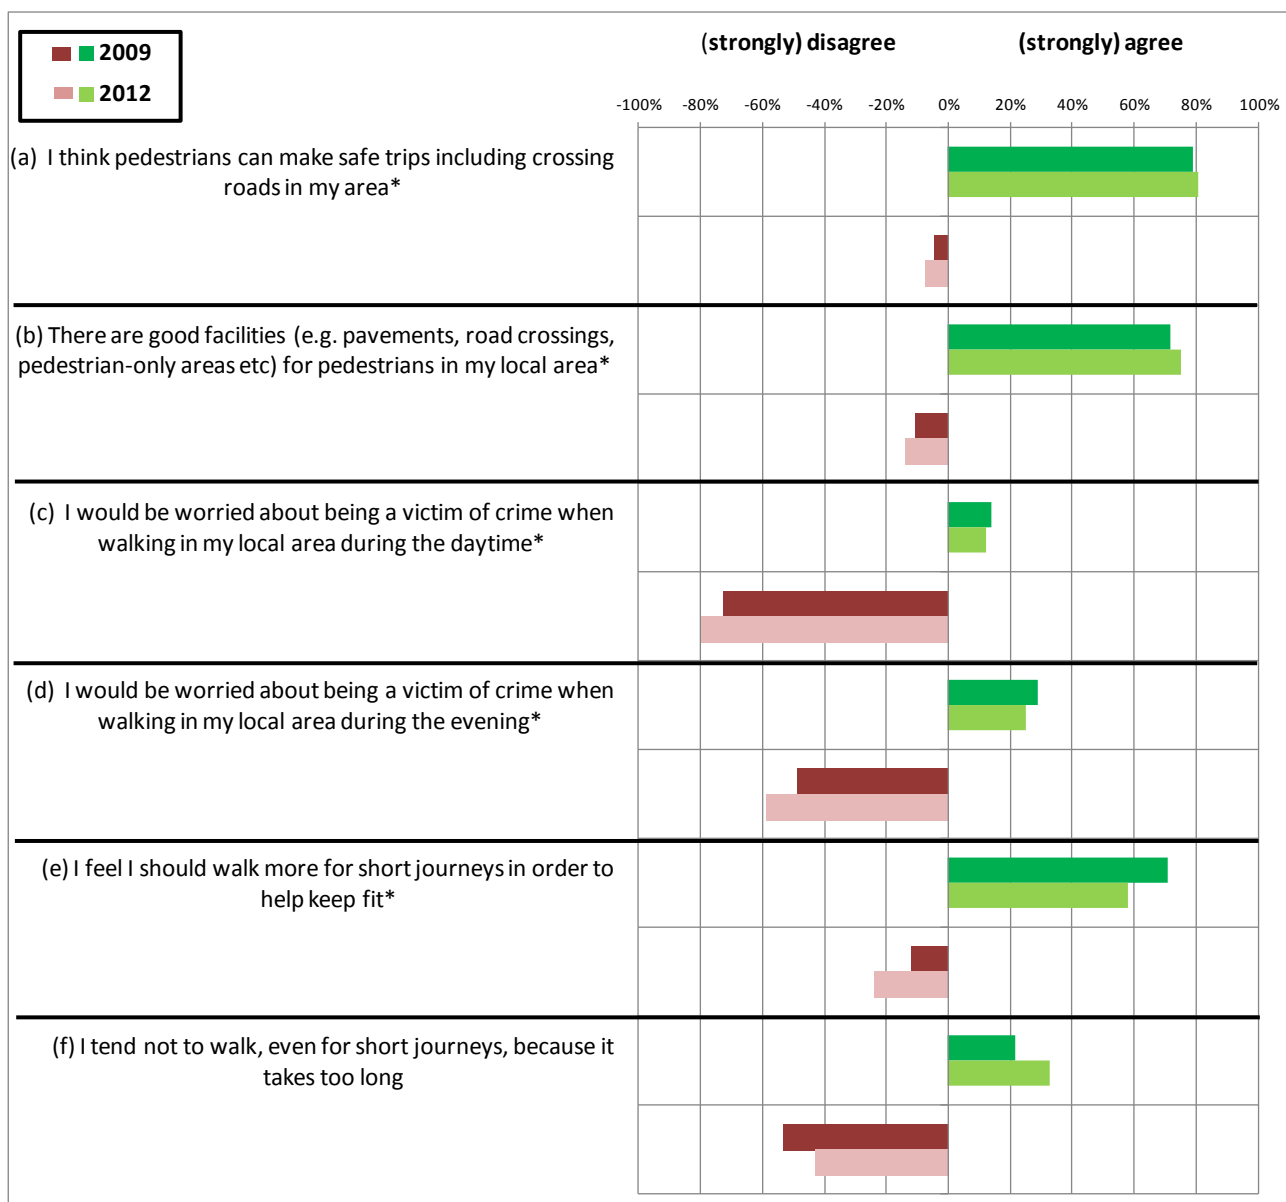 2009
2012
(strongly) disagree (strongly) agree
-100% -80% -60% -40% -20% 0% 20% 40% 60% 80% 100%
(a) I think pedestrians can make safe trips including crossing
roads in my area*
(b) There are good facilities (e.g. pavements, road crossings,
pedestrian-only areas etc) for pedestrians in my local area*
(c) I would be worried about being a victim of crime when
walking in my local area during the daytime*
(d) I would be worried about being a victim of crime when
walking in my local area during the evening*
(e) I feel I should walk more for short journeys in order to
help keep fit*
(f) I tend not to walk, even for short journeys, because it
takes too long